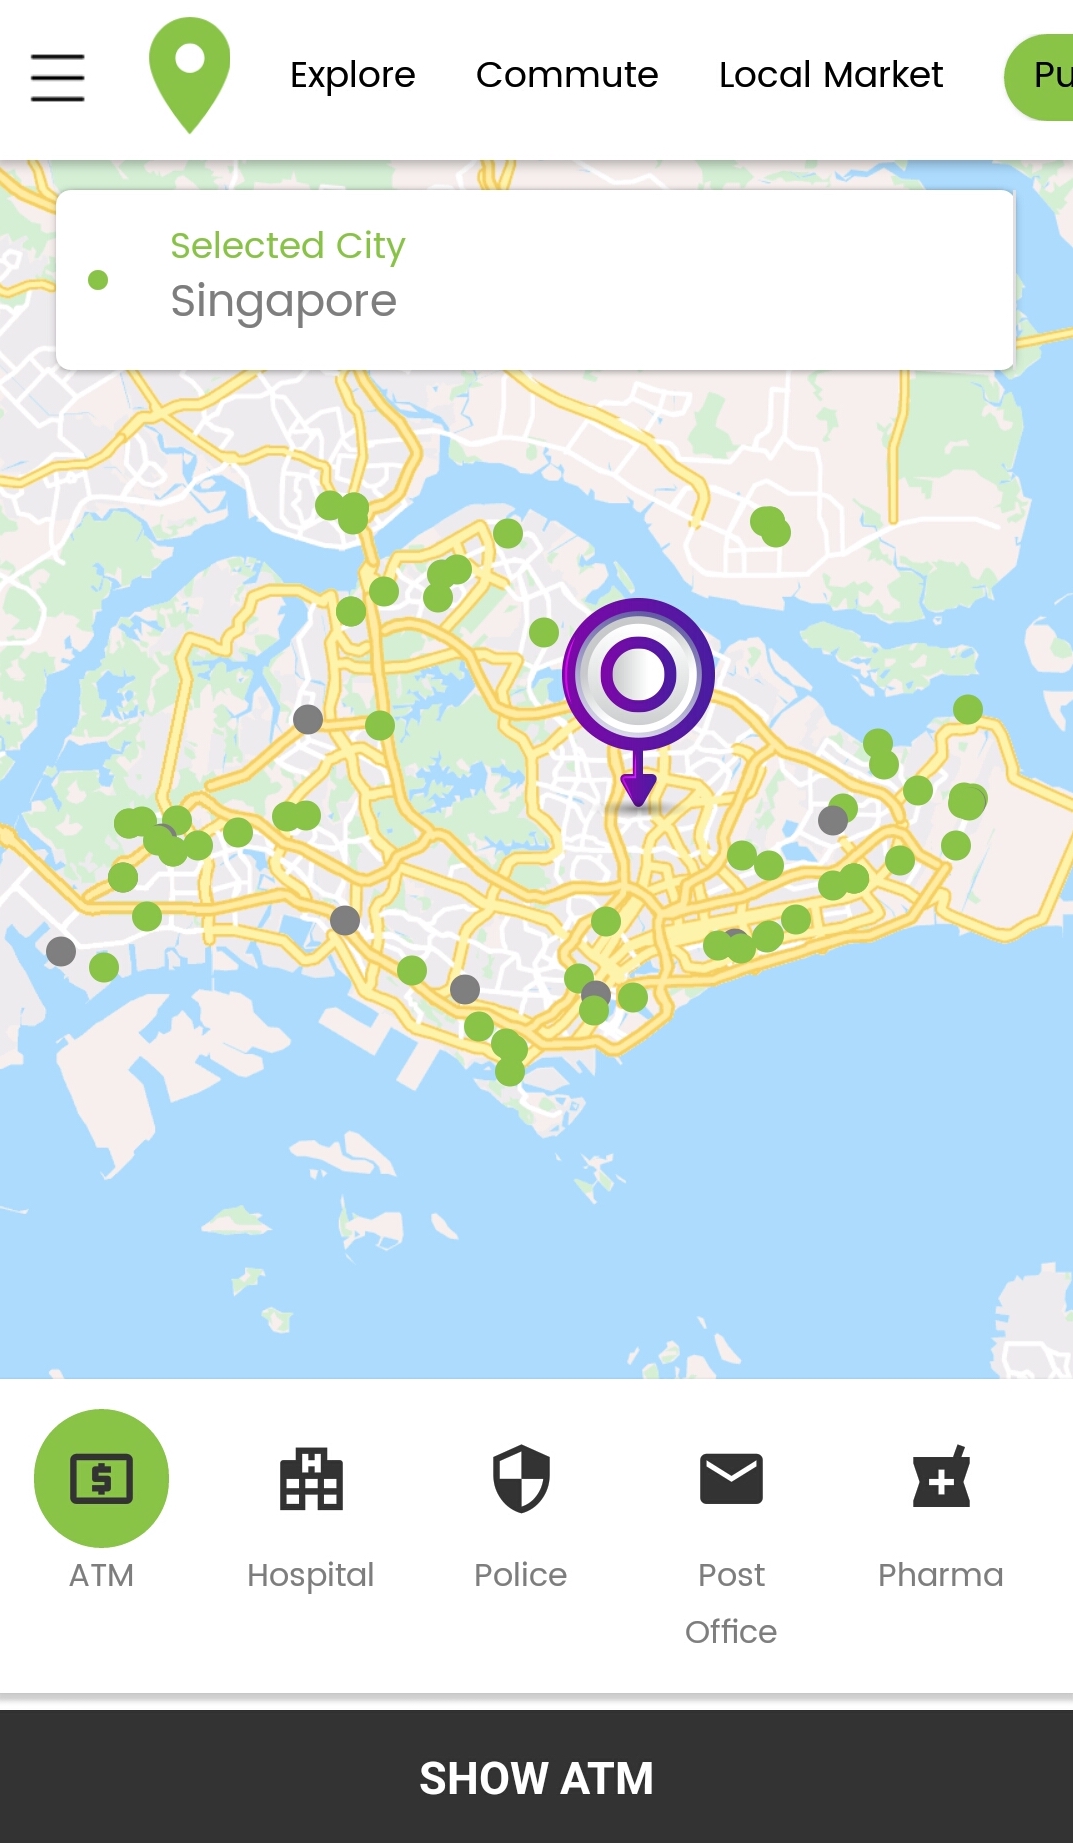 Explore Commute Local Market Pu
Selected City
Singapore
ATM Hospital Police Post Office Pharma
SHOW ATM